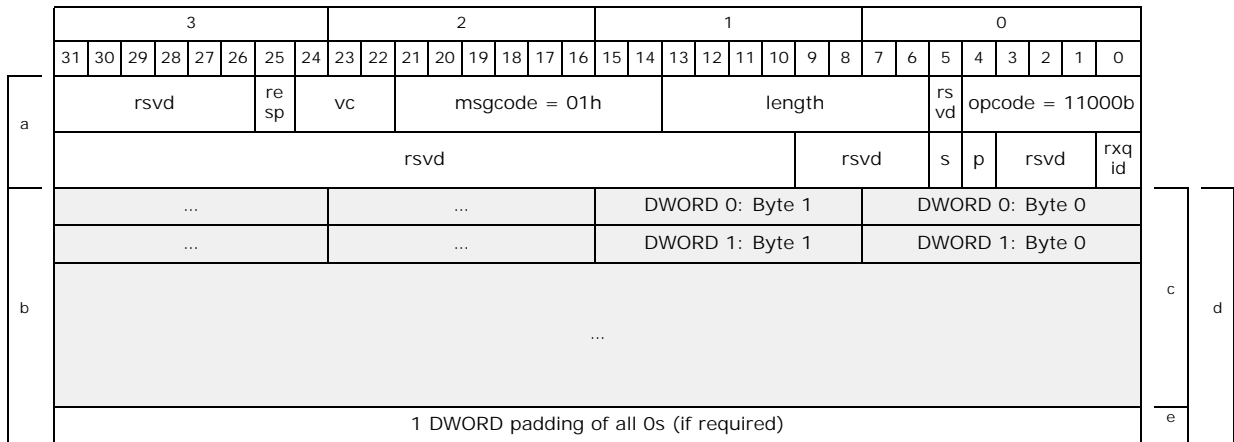 3 2 1 0
31 30 29 28 27 26 25 24 23 22 21 20 19 18 17 16 15 14 13 12 11 10 9 8 7 6 5 4 3 2 1 0
a
rsvd re sp vc msgcode = 01h length rs vd opcode = 11000b
rsvd rsvd s p rsvd rxq id
b
... ... DWORD 0: Byte 1 DWORD 0: Byte 0
... ... DWORD 1: Byte 1 DWORD 1: Byte 0
...
c
d
1 DWORD padding of all 0s (if required) e